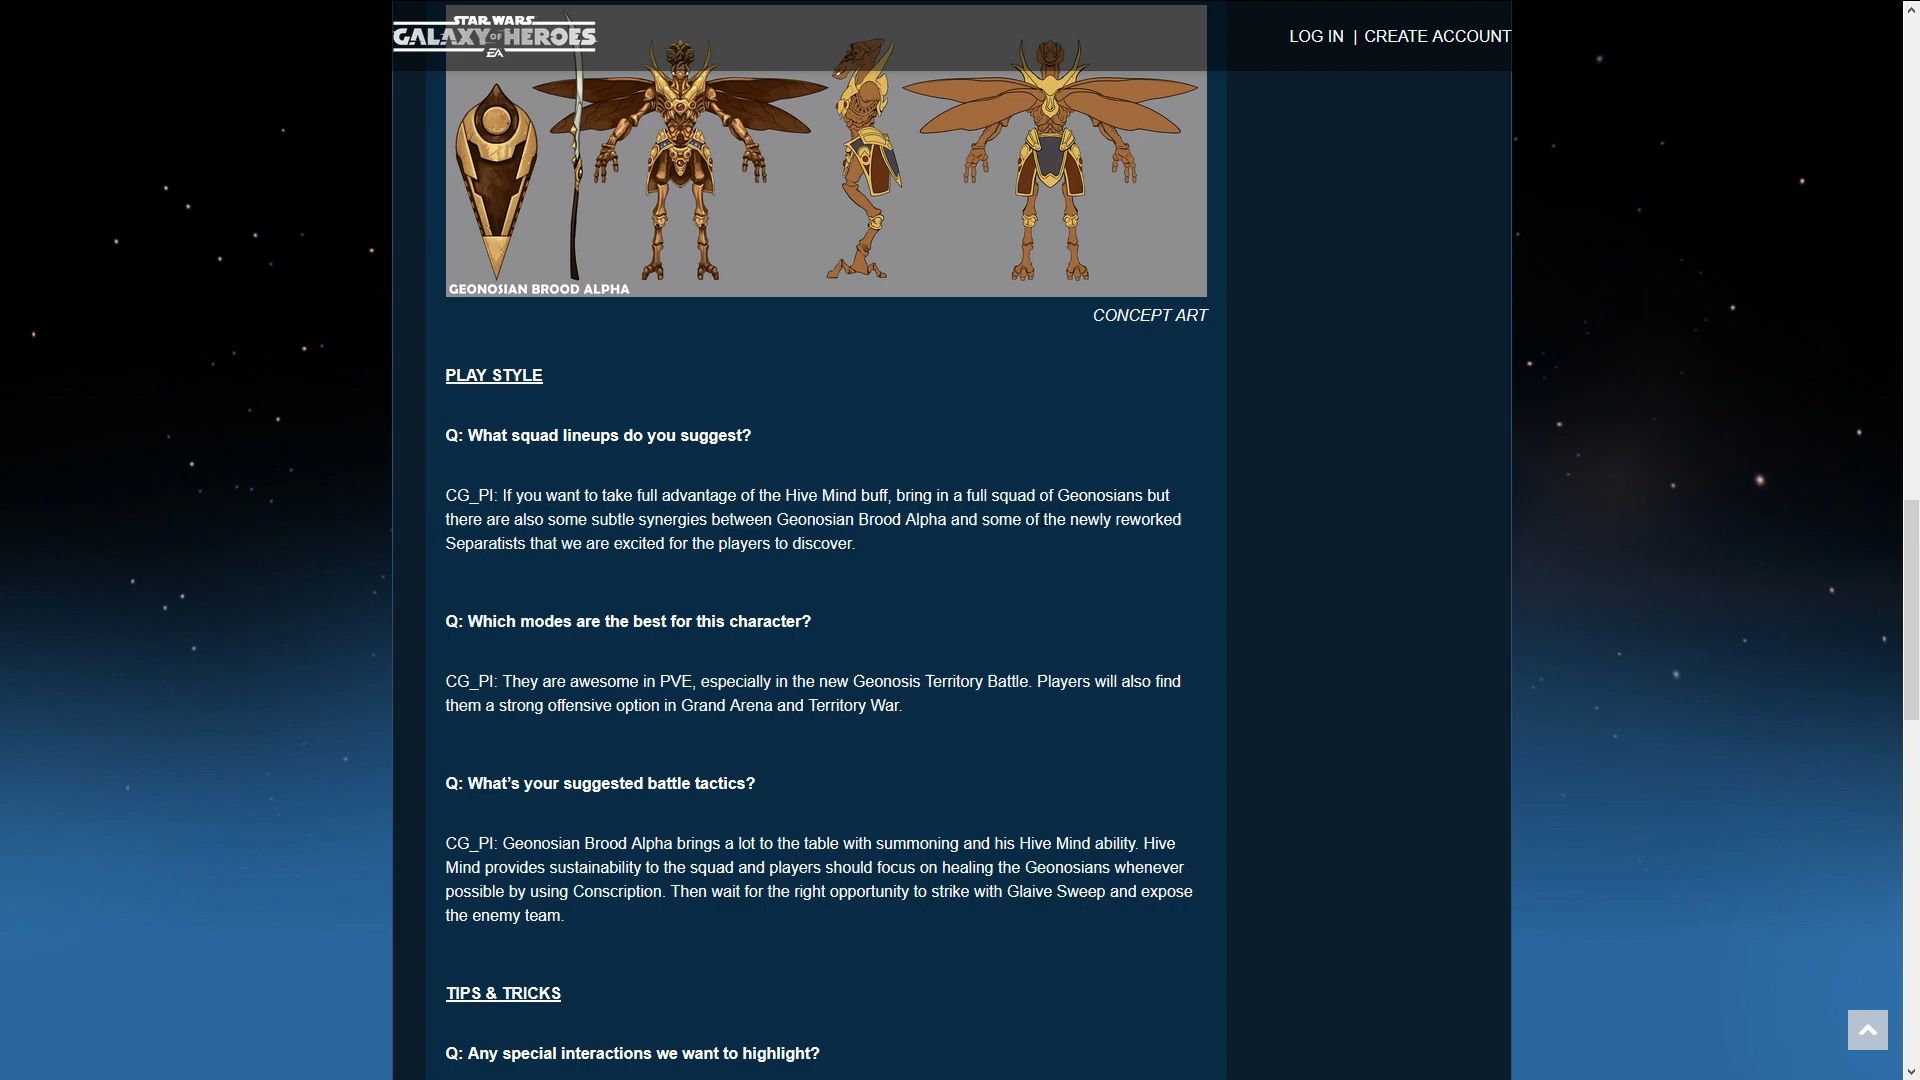 STAR WARS
GALAXY OF HEROES
EA
LOG IN | CREATE ACCOUNT
GEONOSIAN BROOD ALPHA
CONCEPT ART
PLAY STYLE
Q: What squad lineups do you suggest?
CG_PI: If you want to take full advantage of the Hive Mind buff, bring in a full squad of Geonosians but
there are also some subtle synergies between Geonosian Brood Alpha and some of the newly reworked
Separatists that we are excited for the players to discover.
Q: Which modes are the best for this character?
CG_PI: They are awesome in PVE, especially in the new Geonosis Territory Battle. Players will also find
them a strong offensive option in Grand Arena and Territory War.
Q: What’s your suggested battle tactics?
CG_PI: Geonosian Brood Alpha brings a lot to the table with summoning and his Hive Mind ability. Hive
Mind provides sustainability to the squad and players should focus on healing the Geonosians whenever
possible by using Conscription. Then wait for the right opportunity to strike with Glaive Sweep and expose
the enemy team.
TIPS & TRICKS
Q: Any special interactions we want to highlight?